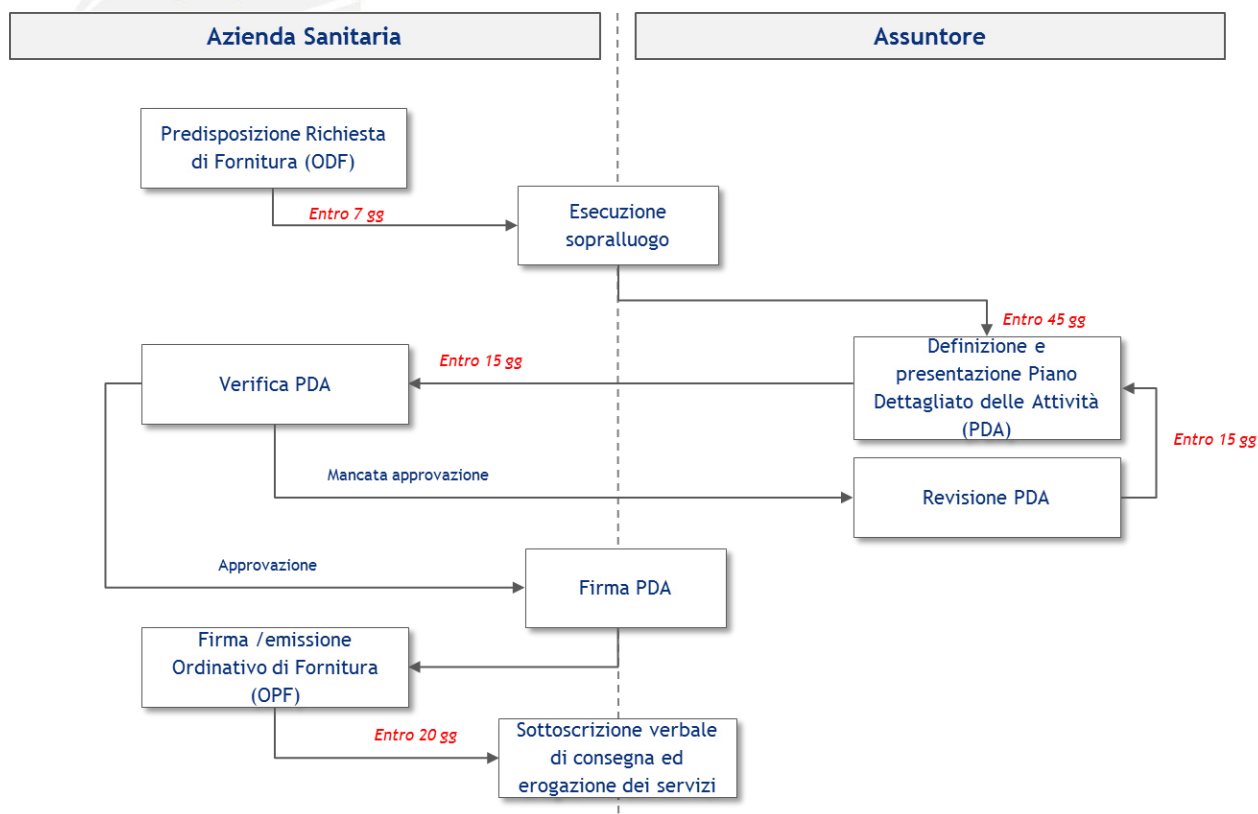 Azienda Sanitaria
Assuntore
Predisposizione Richiesta
di Fornitura (ODF)
Entro 7 gg
Esecuzione
sopralluogo
Entro 45 gg
Definizione e
presentazione Piano
Dettagliato delle Attività
(PDA)
Entro 15 gg
Verifica PDA
Entro 15 gg
Mancata approvazione
Revisione PDA
Approvazione
Firma PDA
Firma /emissione
Ordinativo di Fornitura
(OPF)
Entro 20 gg
Sottoscrizione verbale
di consegna ed
erogazione dei servizi